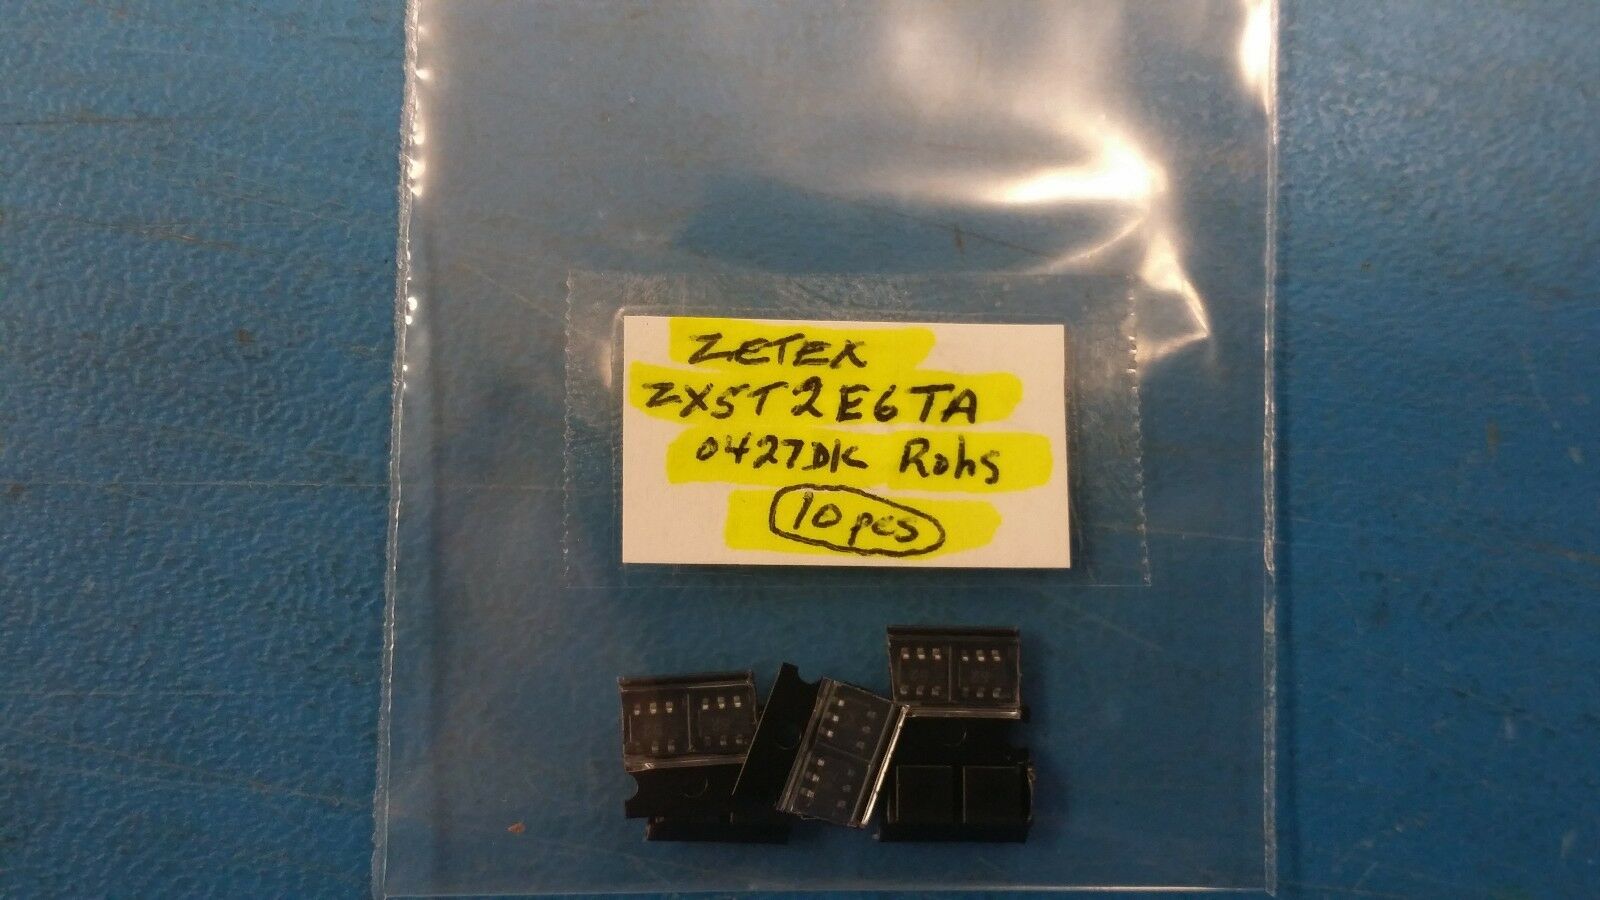 ZETEX
ZX5T2E6TA
0427DK Rohs
10 pcs